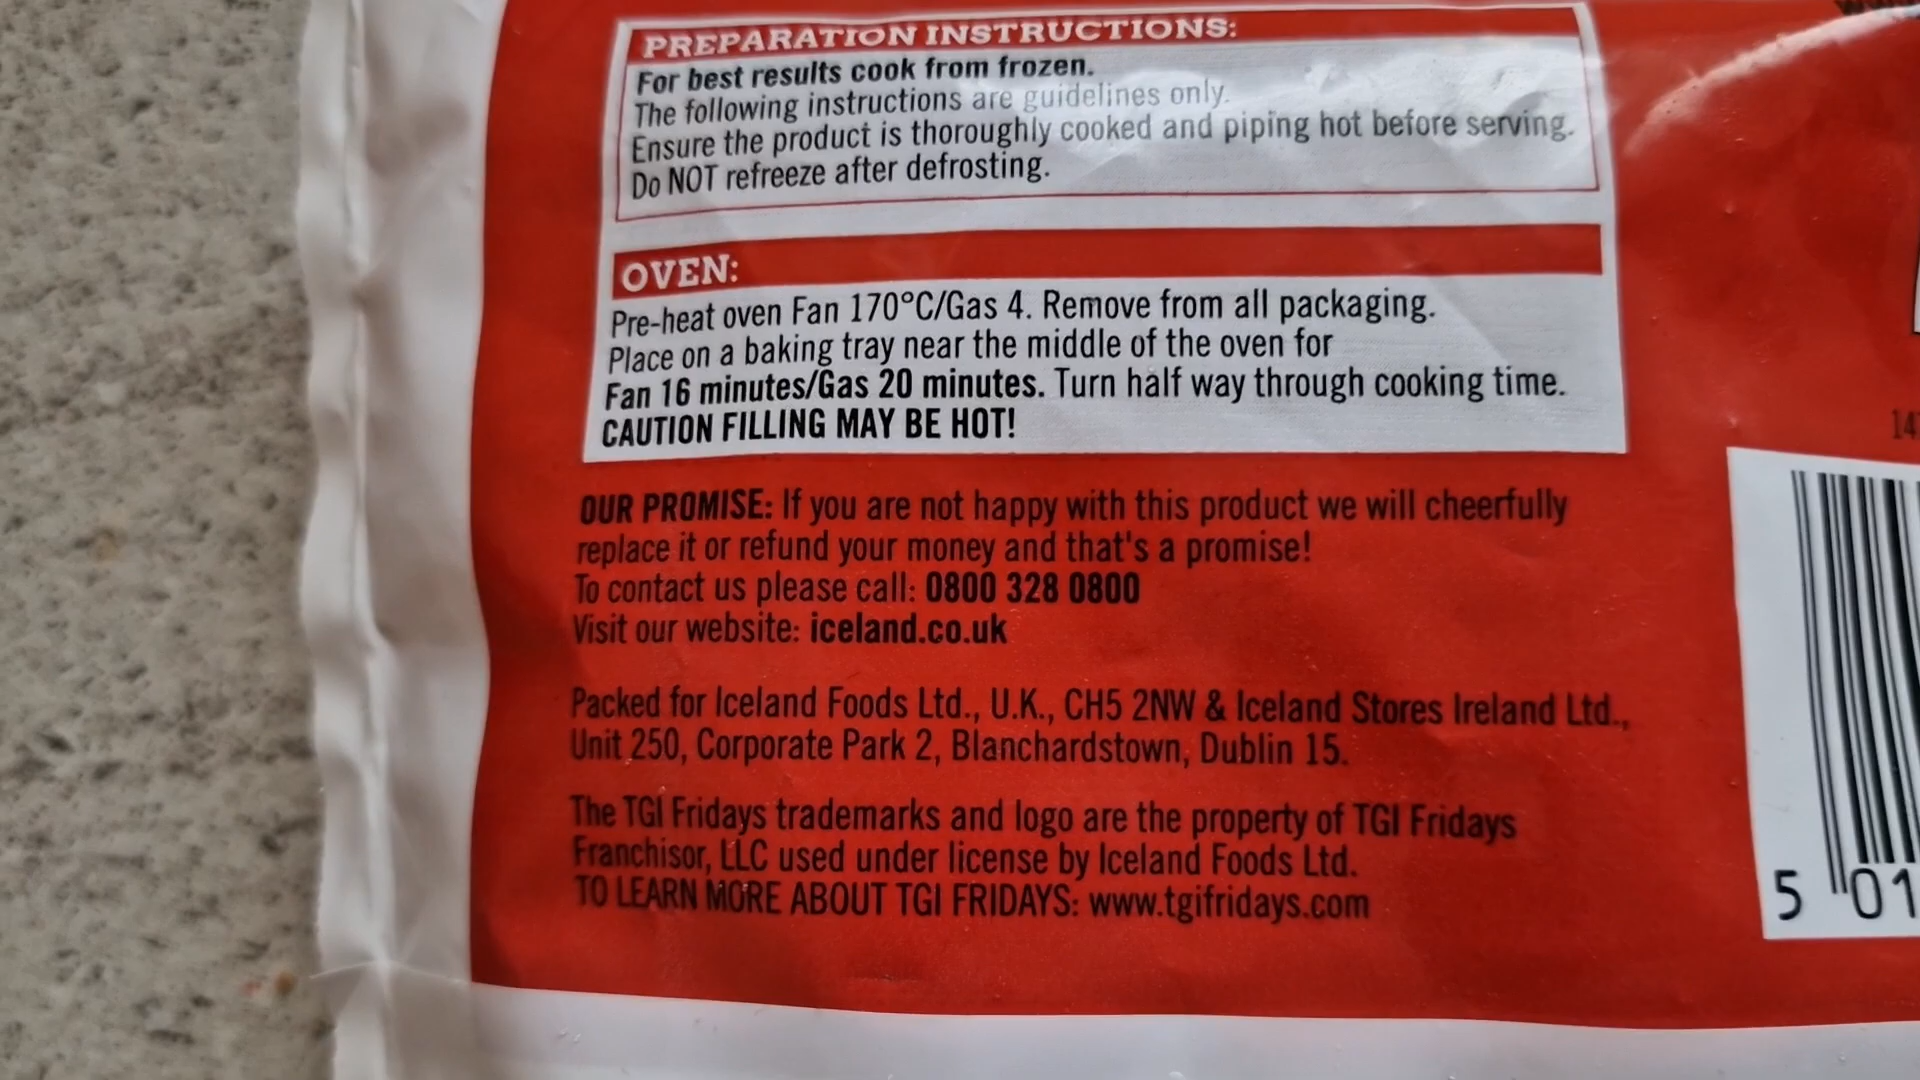 PREPARATION INSTRUCTIONS:
For best results cook from frozen.
The following instructions are guidelines only.
Ensure the product is thoroughly cooked and piping hot before serving.
Do NOT refreeze after defrosting.
OVEN:
Pre-heat oven Fan 170°C/Gas 4. Remove from all packaging.
Place on a baking tray near the middle of the oven for
Fan 16 minutes/Gas 20 minutes. Turn half way through cooking time.
CAUTION FILLING MAY BE HOT!
OUR PROMISE: If you are not happy with this product we will cheerfully
replace it or refund your money and that's a promise!
To contact us please call: 0800 328 0800
Visit our website: iceland.co.uk
Packed for Iceland Foods Ltd., U.K., CH5 2NW & Iceland Stores Ireland Ltd.,
Unit 250, Corporate Park 2, Blanchardstown, Dublin 15.
The TGI Fridays trademarks and logo are the property of TGI Fridays
Franchisor, LLC used under license by Iceland Foods Ltd.
TO LEARN MORE ABOUT TGI FRIDAYS: www.tgifridays.com
14
5 01